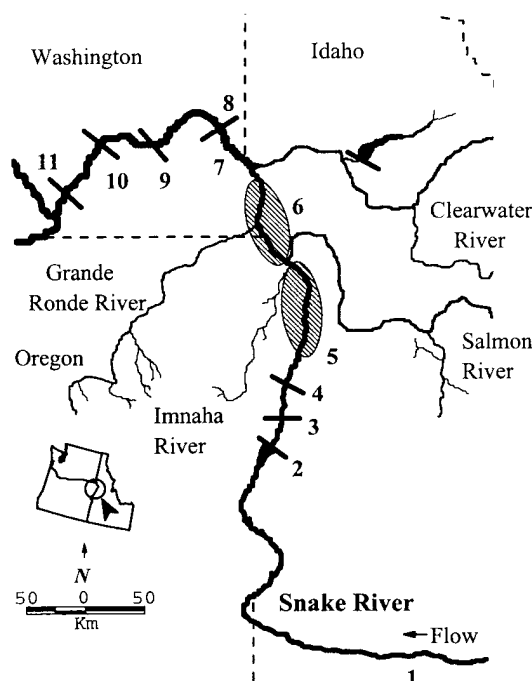 Washington
Idaho
8
11
10
9
7
6
Clearwater
River
Grande
Ronde River
Oregon
Imnaha
River
5
Salmon
River
4
3
2
N
50 0 50
Km
Snake River
Flow
1